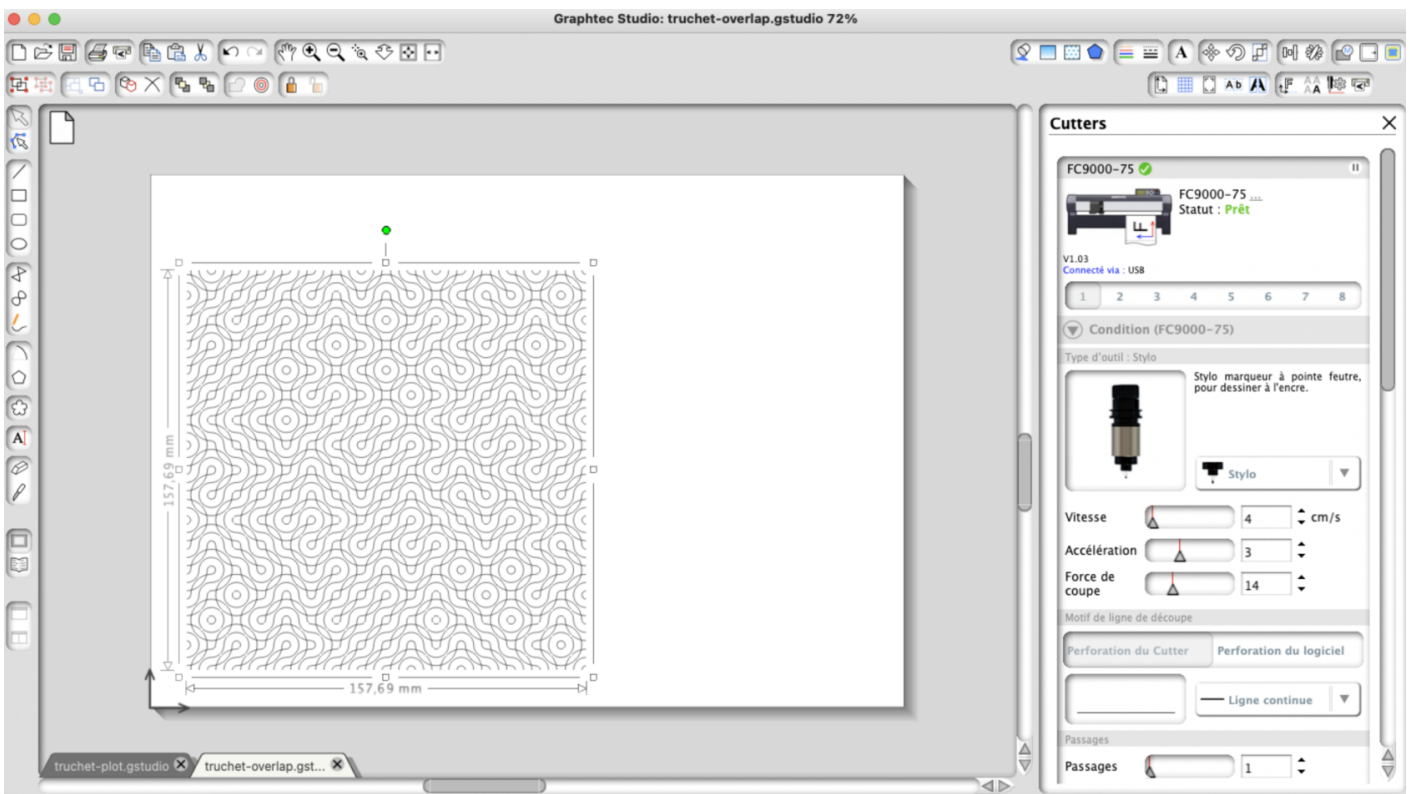 Graphtec Studio: truchet-overlap.gstudio 72%
A
A b A F AA AA
Cutters
FC9000-75
FC9000-75 ...
Statut : Prêt
F
V1.03
Connecté via : USB
1 2 3 4 5 6 7 8
Condition (FC9000-75)
Type d'outil : Stylo
Stylo marqueur à pointe feutre,
pour dessiner à l'encre.
Stylo
Vitesse 4 cm/s
Accélération 3
Force de
coupe 14
Motif de ligne de découpe
Perforation du Cutter Perforation du logiciel
Ligne continue
Passages
Passages 1
A
157,69 mm
157,69 mm
truchet-plot.gstudio truchet-overlap.gst...